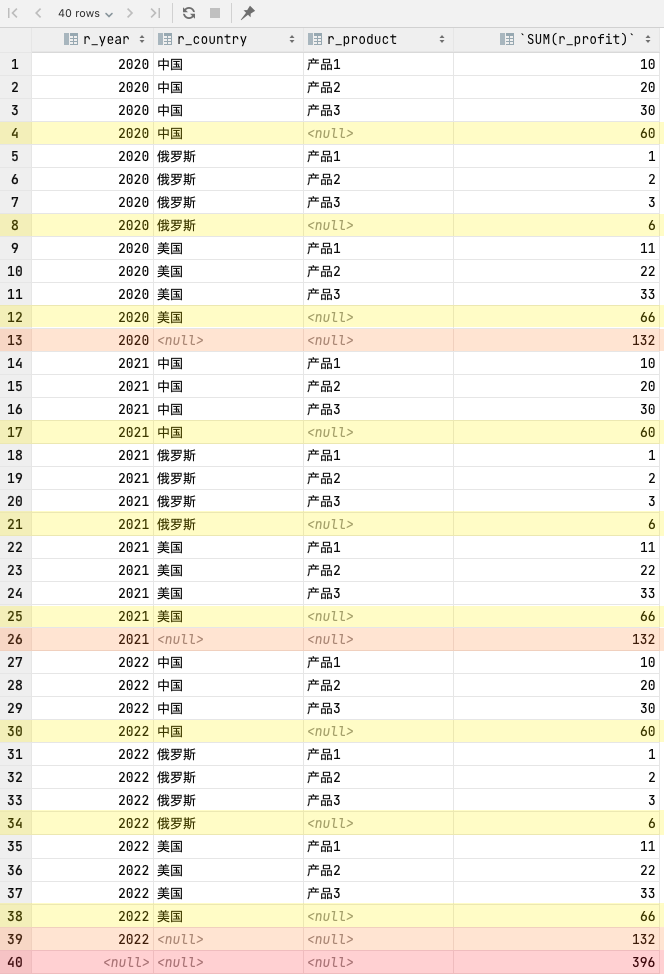 40 rows
r_year r_country r_product `SUM(r_profit)`
1 2020 中国 产品1 10
2 2020 中国 产品2 20
3 2020 中国 产品3 30
4 2020 中国 <null> 60
5 2020 俄罗斯 产品1 1
6 2020 俄罗斯 产品2 2
7 2020 俄罗斯 产品3 3
8 2020 俄罗斯 <null> 6
9 2020 美国 产品1 11
10 2020 美国 产品2 22
11 2020 美国 产品3 33
12 2020 美国 <null> 66
13 2020 <null> <null> 132
14 2021 中国 产品1 10
15 2021 中国 产品2 20
16 2021 中国 产品3 30
17 2021 中国 <null> 60
18 2021 俄罗斯 产品1 1
19 2021 俄罗斯 产品2 2
20 2021 俄罗斯 产品3 3
21 2021 俄罗斯 <null> 6
22 2021 美国 产品1 11
23 2021 美国 产品2 22
24 2021 美国 产品3 33
25 2021 美国 <null> 66
26 2021 <null> <null> 132
27 2022 中国 产品1 10
28 2022 中国 产品2 20
29 2022 中国 产品3 30
30 2022 中国 <null> 60
31 2022 俄罗斯 产品1 1
32 2022 俄罗斯 产品2 2
33 2022 俄罗斯 产品3 3
34 2022 俄罗斯 <null> 6
35 2022 美国 产品1 11
36 2022 美国 产品2 22
37 2022 美国 产品3 33
38 2022 美国 <null> 66
39 2022 <null> <null> 132
40 <null> <null> <null> 396